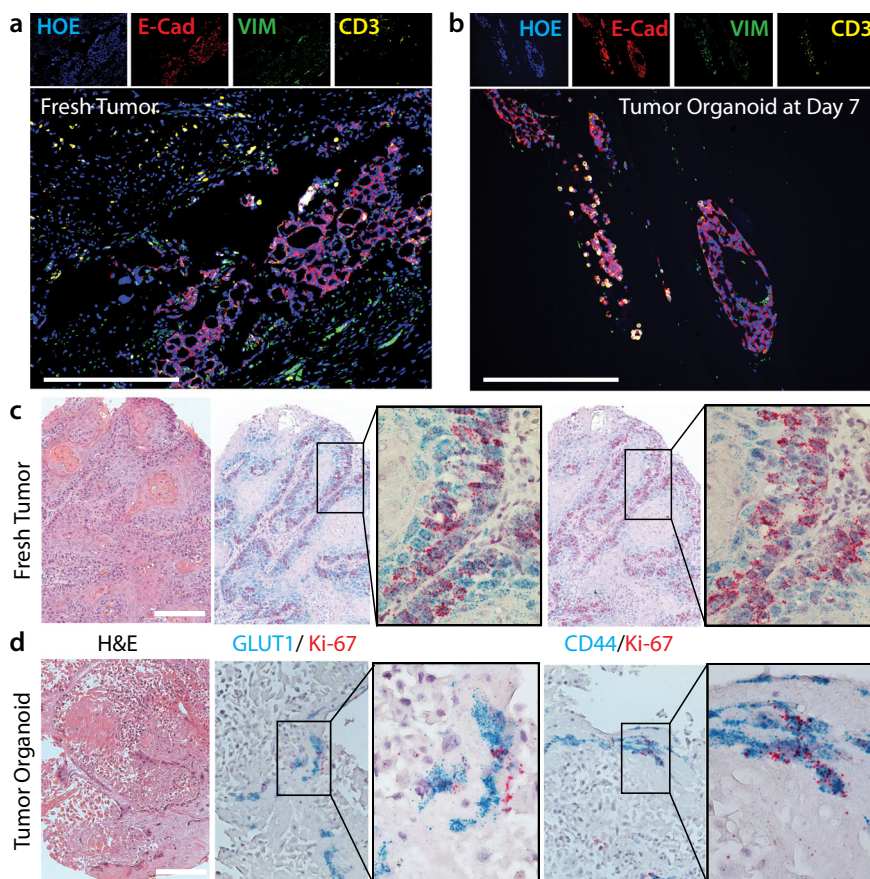 a
HOE E-Cad VIM CD3
Fresh Tumor
b
HOE E-Cad VIM CD3
Tumor Organoid at Day 7
c
Fresh Tumor
H&E GLUT1/ Ki-67 CD44/Ki-67
d
Tumor Organoid